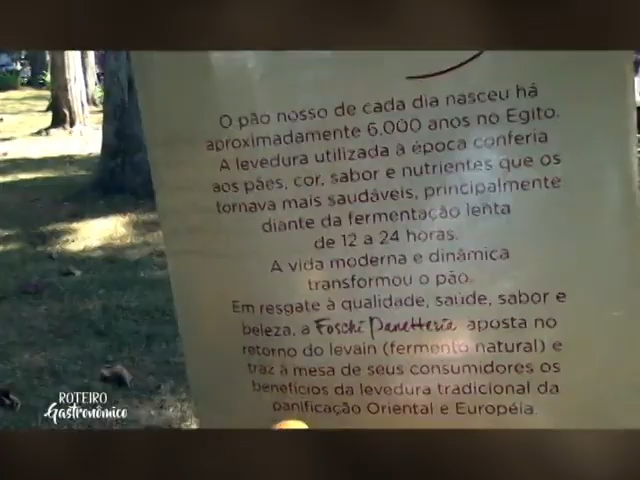 O pão nosso de cada dia nasceu há
aproximadamente 6.000 anos no Egito.
A levedura utilizada à época conferia
aos pães, cor, sabor e nutrientes que os
tornava mais saudáveis, principalmente
diante da fermentação lenta
de 12 a 24 horas.
A vida moderna e dinâmica
transformou o pão.
Em resgate à qualidade, saúde, sabor e
beleza, a Foschi Panetteria aposta no
retorno do levain (fermento natural) e
traz à mesa de seus consumidores os
benefícios da levedura tradicional da
panificação Oriental e Européia.
ROTEIRO
Gastronômico